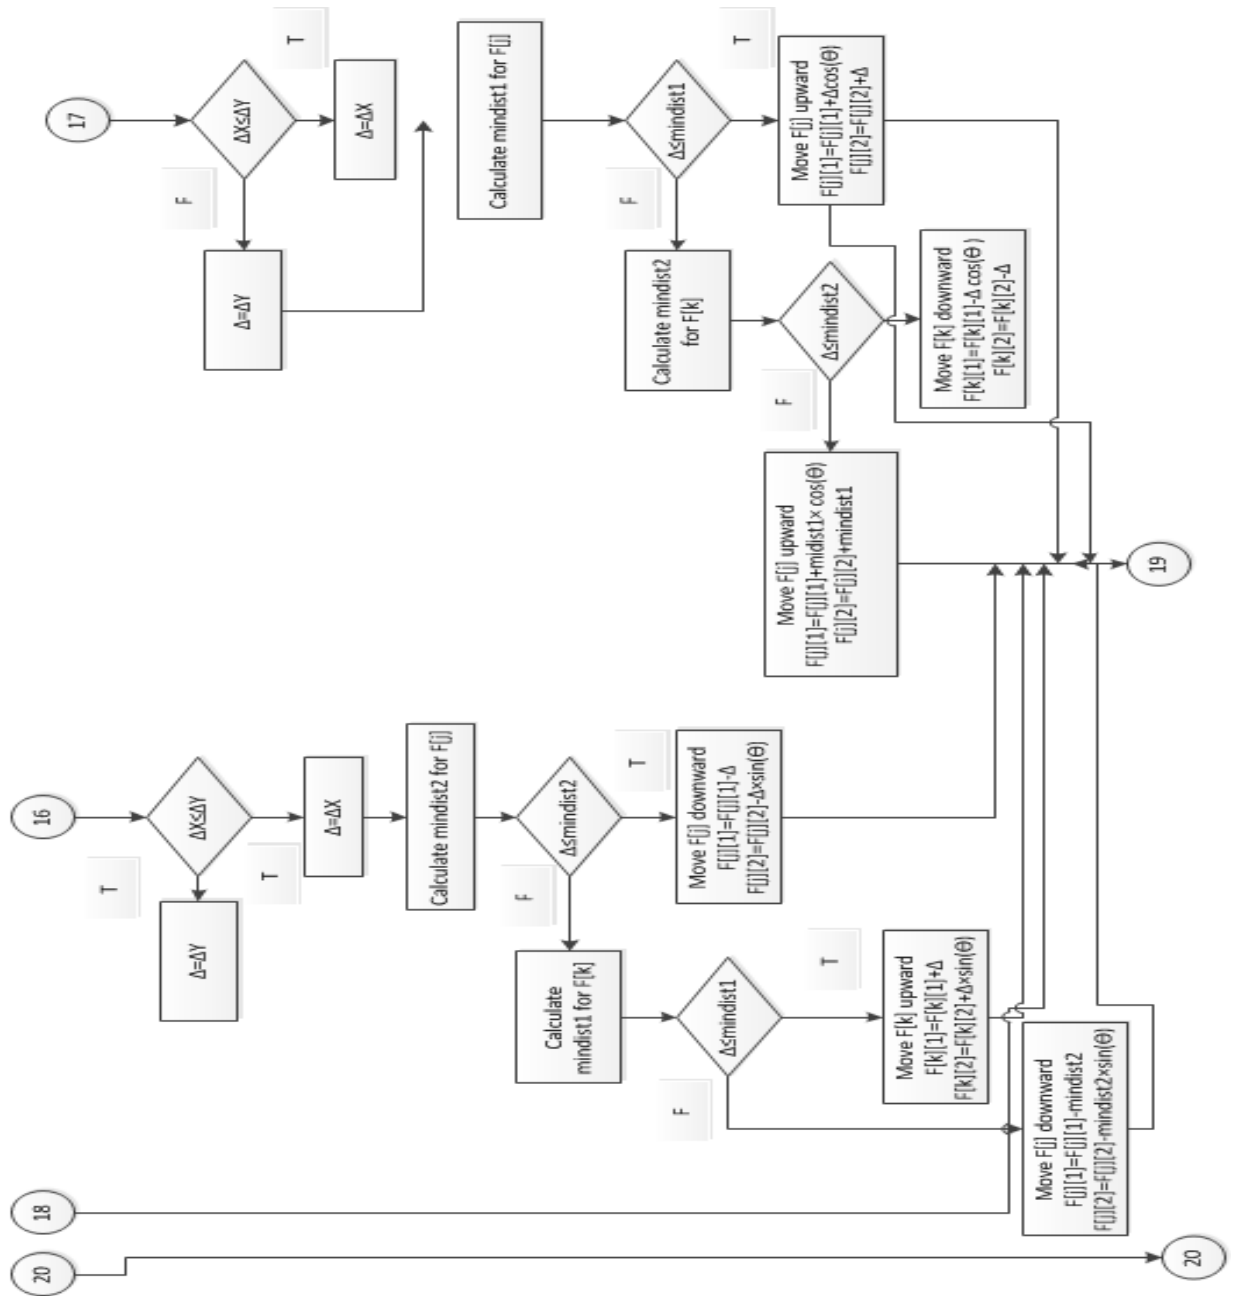 20
18
16
17
ΔX≤ΔY
T
T
Δ=ΔY
Δ=ΔX
Calculate mindist2 for F[j]
Δ≤mindist2
F
T
Calculate
mindist1 for F[k]
Move F[j] downward
F[j][1]=F[j][1]-Δ
F[j][2]=F[j][2]-Δ×sin(Θ)
Δ≤mindist1
F
T
Move F[k] upward
F[k][1]=F[k][1]+Δ
F[k][2]=F[k][2]+Δ×sin(Θ)
Move F[j] downward
F[j][1]=F[j][1]-mindist2
F[j][2]=F[j][2]-mindist2×sin(Θ)
ΔX≤ΔY
F
T
Δ=ΔY
Δ=ΔX
Calculate mindist1 for F[j]
Δ≤mindist1
F
T
Calculate mindist2
for F[k]
Move F[j] upward
F[j][1]=F[j][1]+Δcos(Θ)
F[j][2]=F[j][2]+Δ
Δ≤mindist2
F
Move F[j] upward
F[j][1]=F[j][1]+midist1× cos(Θ)
F[j][2]=F[j][2]+mindist1
Move F[k] downward
F[k][1]=F[k][1]-Δ cos(Θ )
F[k][2]=F[k][2]-Δ
20
19